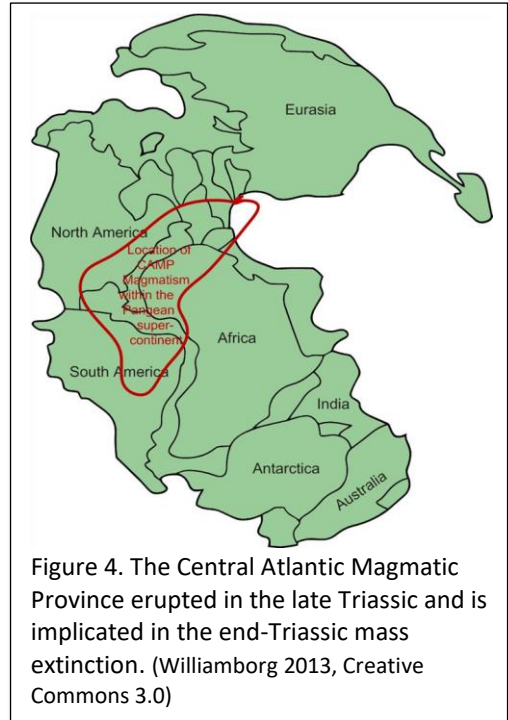 Eurasia
North America
Location of
CAMP
Magmatism
within the
Pangean
super-
continent
Africa
South America
India
Antarctica
Australia
Figure 4. The Central Atlantic Magmatic
Province erupted in the late Triassic and is
implicated in the end-Triassic mass
extinction. (Williamborg 2013, Creative
Commons 3.0)